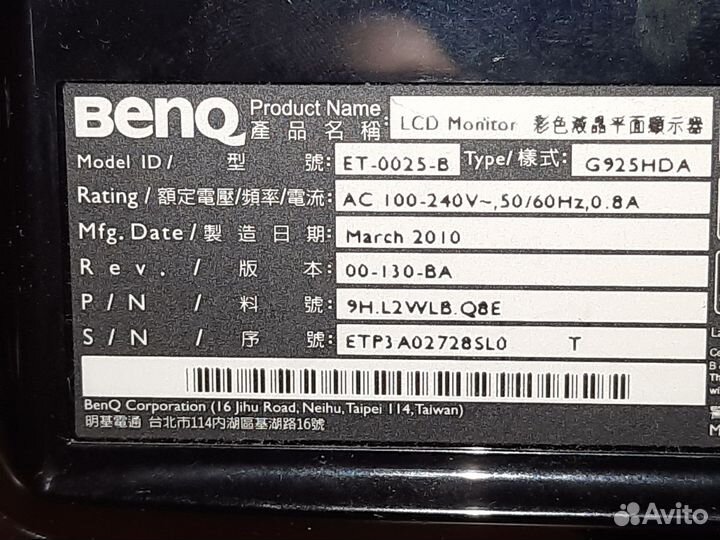 BenQ Product Name
產品名稱: LCD Monitor 彩色液晶平面顯示器
Model ID/ 型號: ET-0025-B Type/樣式: G925HDA
Rating/額定電壓/頻率/電流: AC 100-240V~,50/60Hz,0.8A
Mfg. Date/製造日期: March 2010
Rev./版本: 00-130-BA
P/N/料號: 9H.L2WLB.Q8E
S/N/序號: ETP3A02728SL0 T
BenQ Corporation (16 Jihu Road, Neihu, Taipei 114, Taiwan)
明基電通 台北市114內湖區基湖路16號
Avito